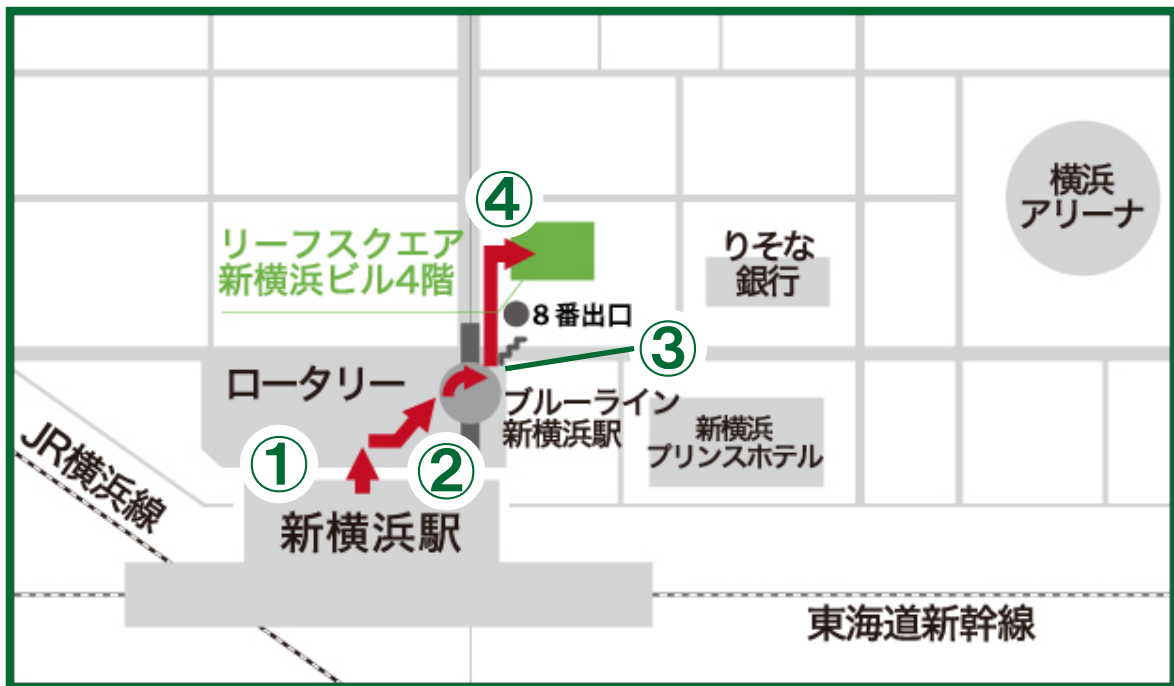 横浜
アリーナ
④
リーフスクエア
新横浜ビル4階
りそな
銀行
8番出口
③
ロータリー
ブルーライン
新横浜駅
新横浜
プリンスホテル
①
②
JR横浜線
新横浜駅
東海道新幹線